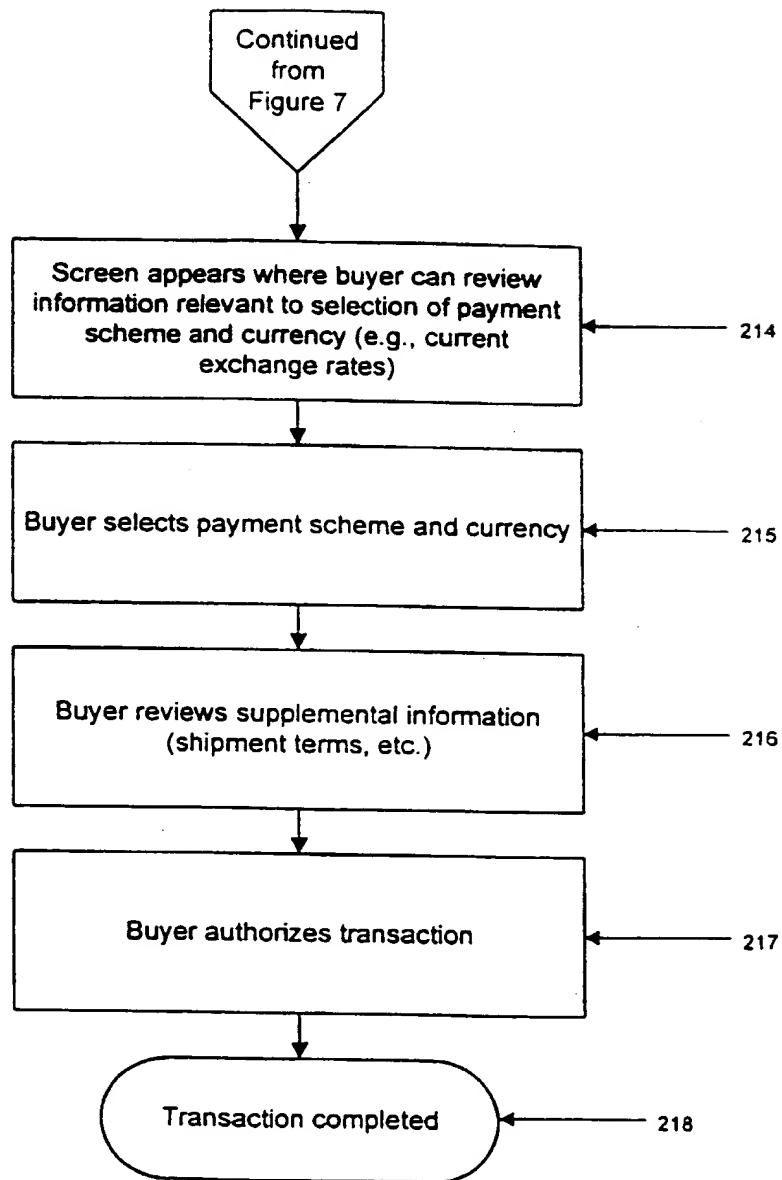 Continued
from
Figure 7
Screen appears where buyer can review
information relevant to selection of payment
scheme and currency (e.g., current
exchange rates)
214
Buyer selects payment scheme and currency
215
Buyer reviews supplemental information
(shipment terms, etc.)
216
Buyer authorizes transaction
217
Transaction completed
218